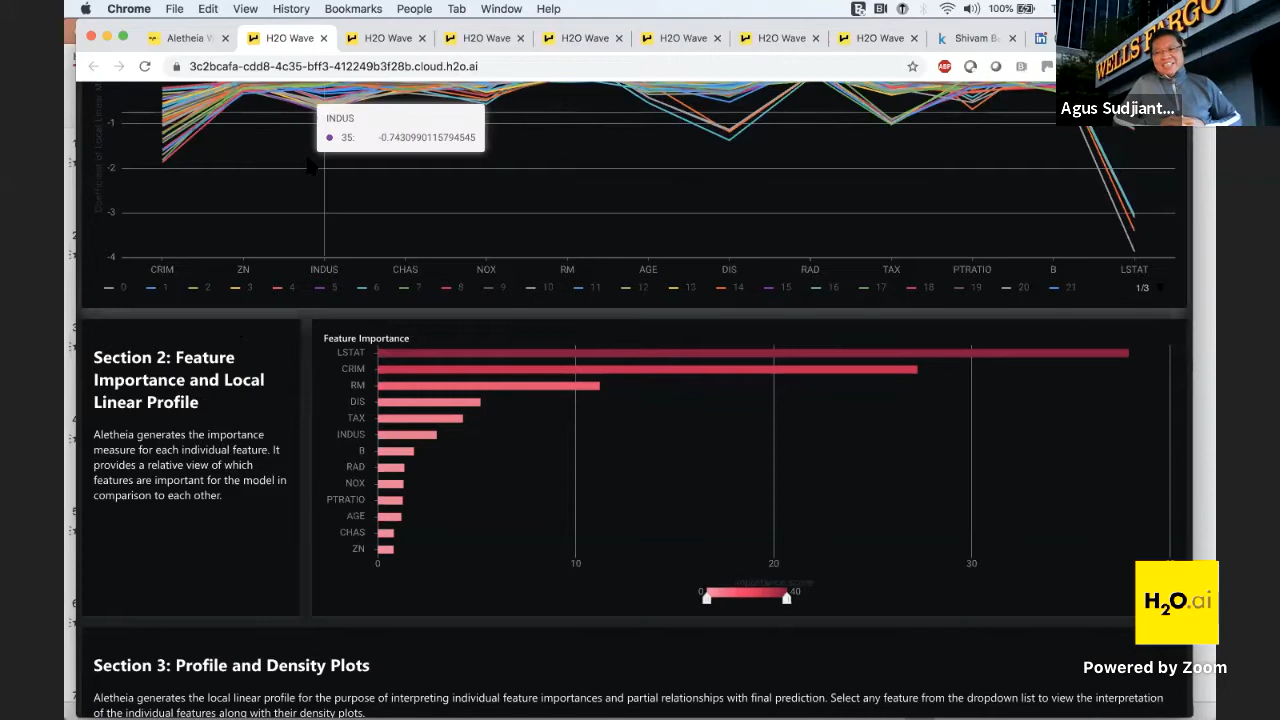 Chrome File Edit View History Bookmarks People Tab Window Help 100%
Aletheia H2O Wave H2O Wave H2O Wave H2O Wave H2O Wave H2O Wave H2O Wave Shivam
3c2bcafa-cdd8-4c35-bff3-412249b3f28b.cloud.h2o.ai
WELLS FARGO
Agus Sudjiant...
INDUS
35: -0.7430990115794545
-1
-2
-3
-4
CRIM ZN INDUS CHAS NOX RM AGE DIS RAD TAX PTRATIO B LSTAT
0 1 2 3 4 5 6 7 8 9 10 11 12 13 14 15 16 17 18 19 20 21 1/3
Section 2: Feature
Importance and Local
Linear Profile
Aletheia generates the importance
measure for each individual feature. It
provides a relative view of which
features are important for the model in
comparison to each other.
Feature Importance
LSTAT
CRIM
RM
DIS
TAX
INDUS
B
RAD
NOX
PTRATIO
AGE
CHAS
ZN
0 10 20 30
importance score
0 40
H2O.ai
Powered by Zoom
Section 3: Profile and Density Plots
Aletheia generates the local linear profile for the purpose of interpreting individual feature importances and partial relationships with final prediction. Select any feature from the dropdown list to view the interpretation
of the individual features along with their density plots.